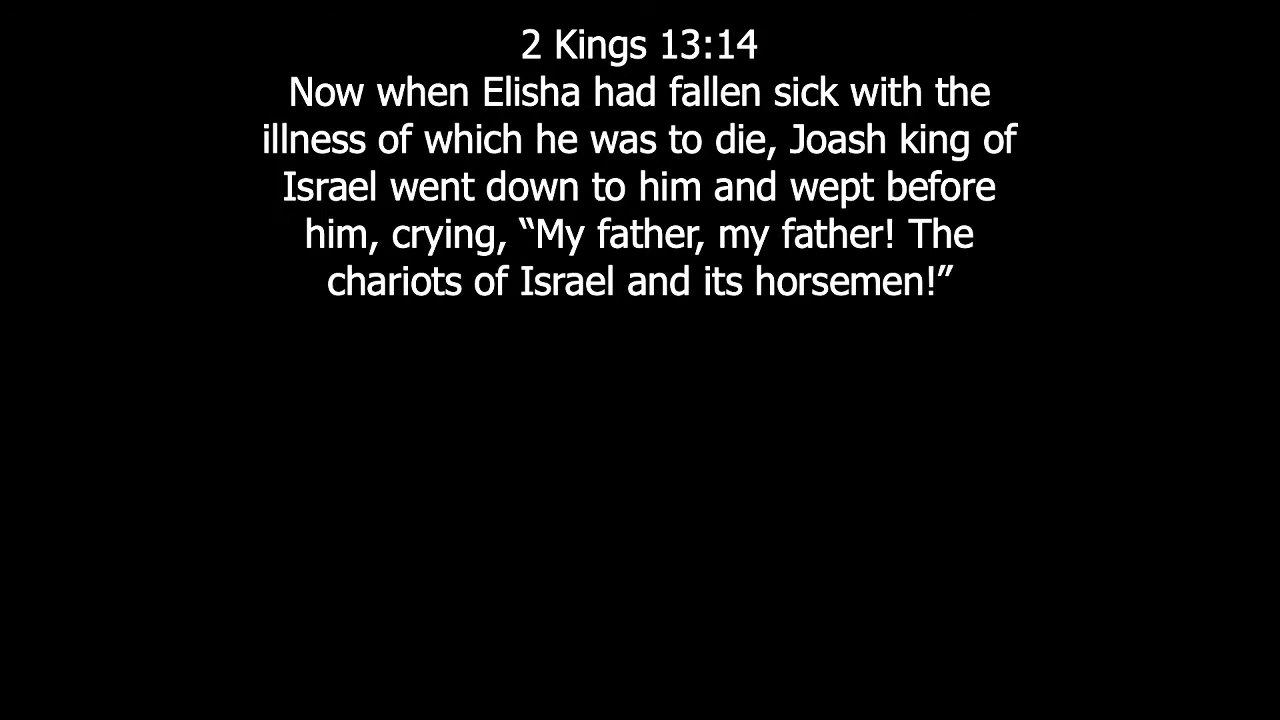 2 Kings 13:14
Now when Elisha had fallen sick with the
illness of which he was to die, Joash king of
Israel went down to him and wept before
him, crying, “My father, my father! The
chariots of Israel and its horsemen!”